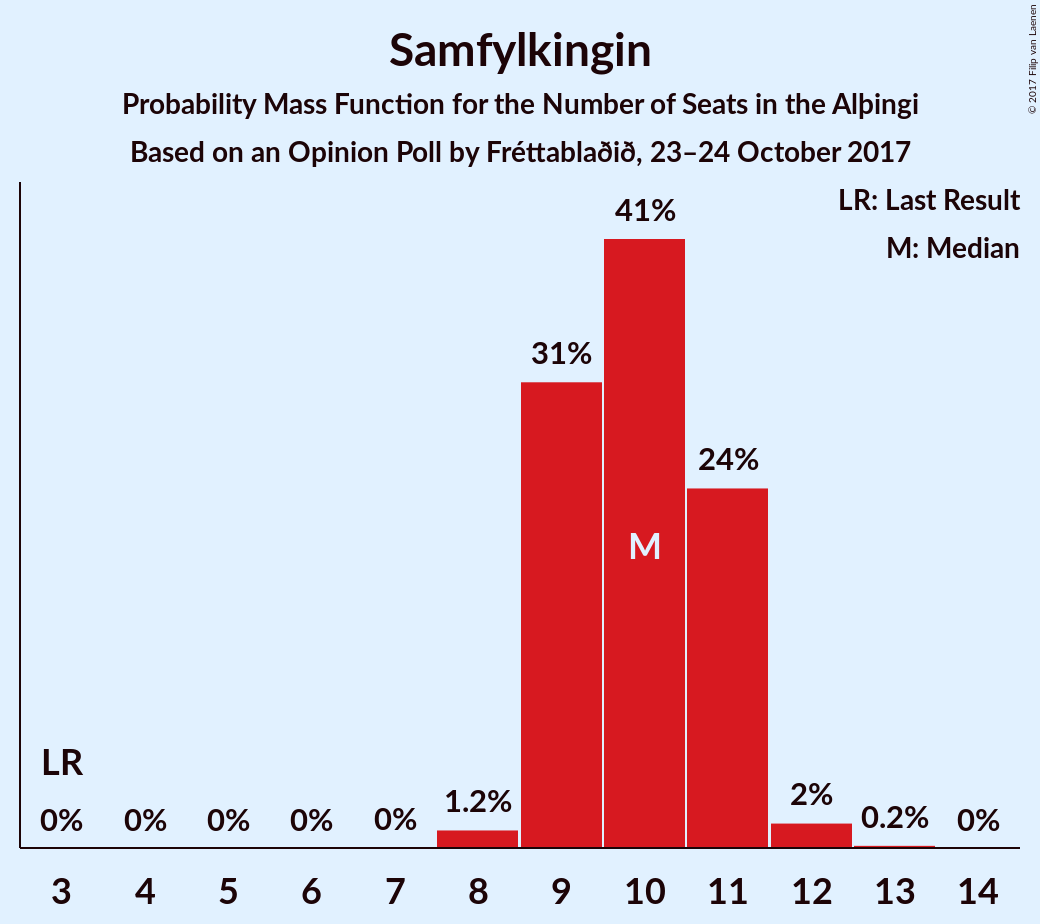 Samfylkingin
Probability Mass Function for the Number of Seats in the Alþingi
Based on an Opinion Poll by Fréttablaðið, 23–24 October 2017
© 2017 Filip van Laenen
LR: Last Result
M: Median
41%
31%
24%
M
LR
0% 0% 0% 0% 0% 1.2% 2% 0.2% 0%
3 4 5 6 7 8 9 10 11 12 13 14